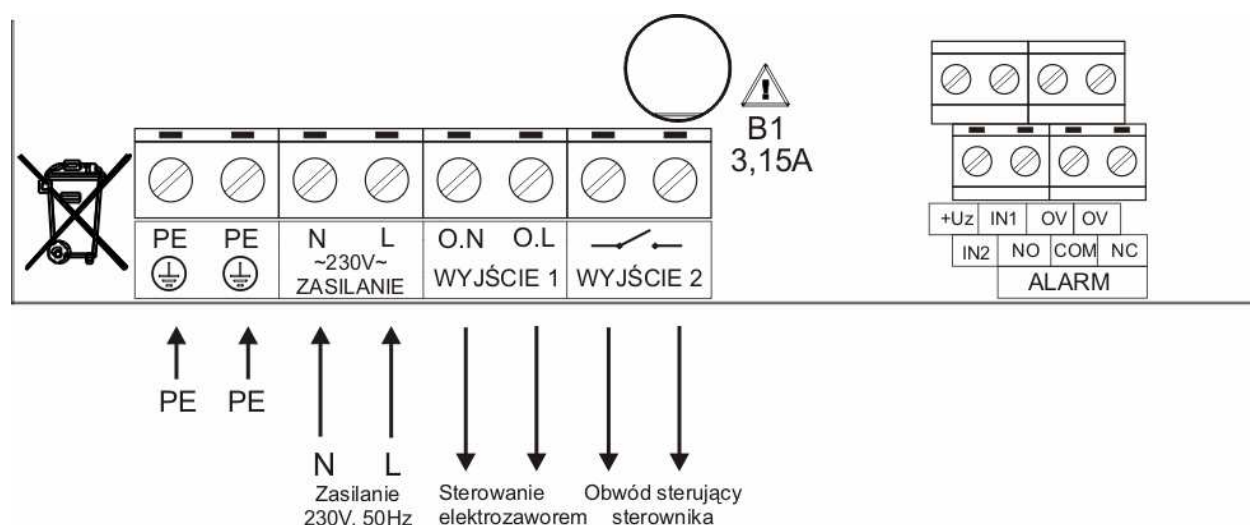 B1
3,15A
PE PE N L O.N O.L
~230V~
ZASILANIE WYJŚCIE 1 WYJŚCIE 2
+Uz IN1 OV OV
IN2 NO COM NC
ALARM
PE PE
N L
Zasilanie
230V, 50Hz
Sterowanie
elektrozaworem
Obwód sterujący
sterownika